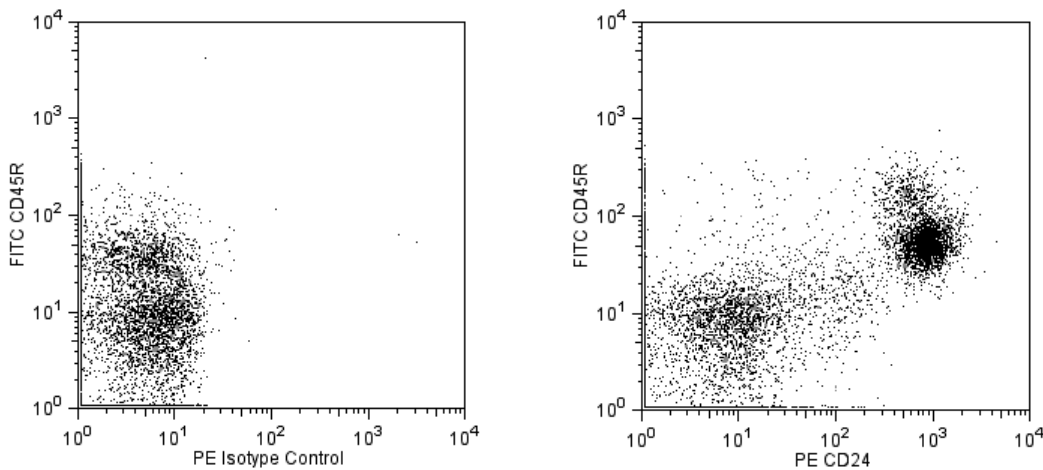 10⁴ 10³ 10² 10¹ 10⁰
FITC CD45R
10⁰ 10¹ 10² 10³ 10⁴
PE Isotype Control
10⁴ 10³ 10² 10¹ 10⁰
FITC CD45R
10⁰ 10¹ 10² 10³ 10⁴
PE CD24